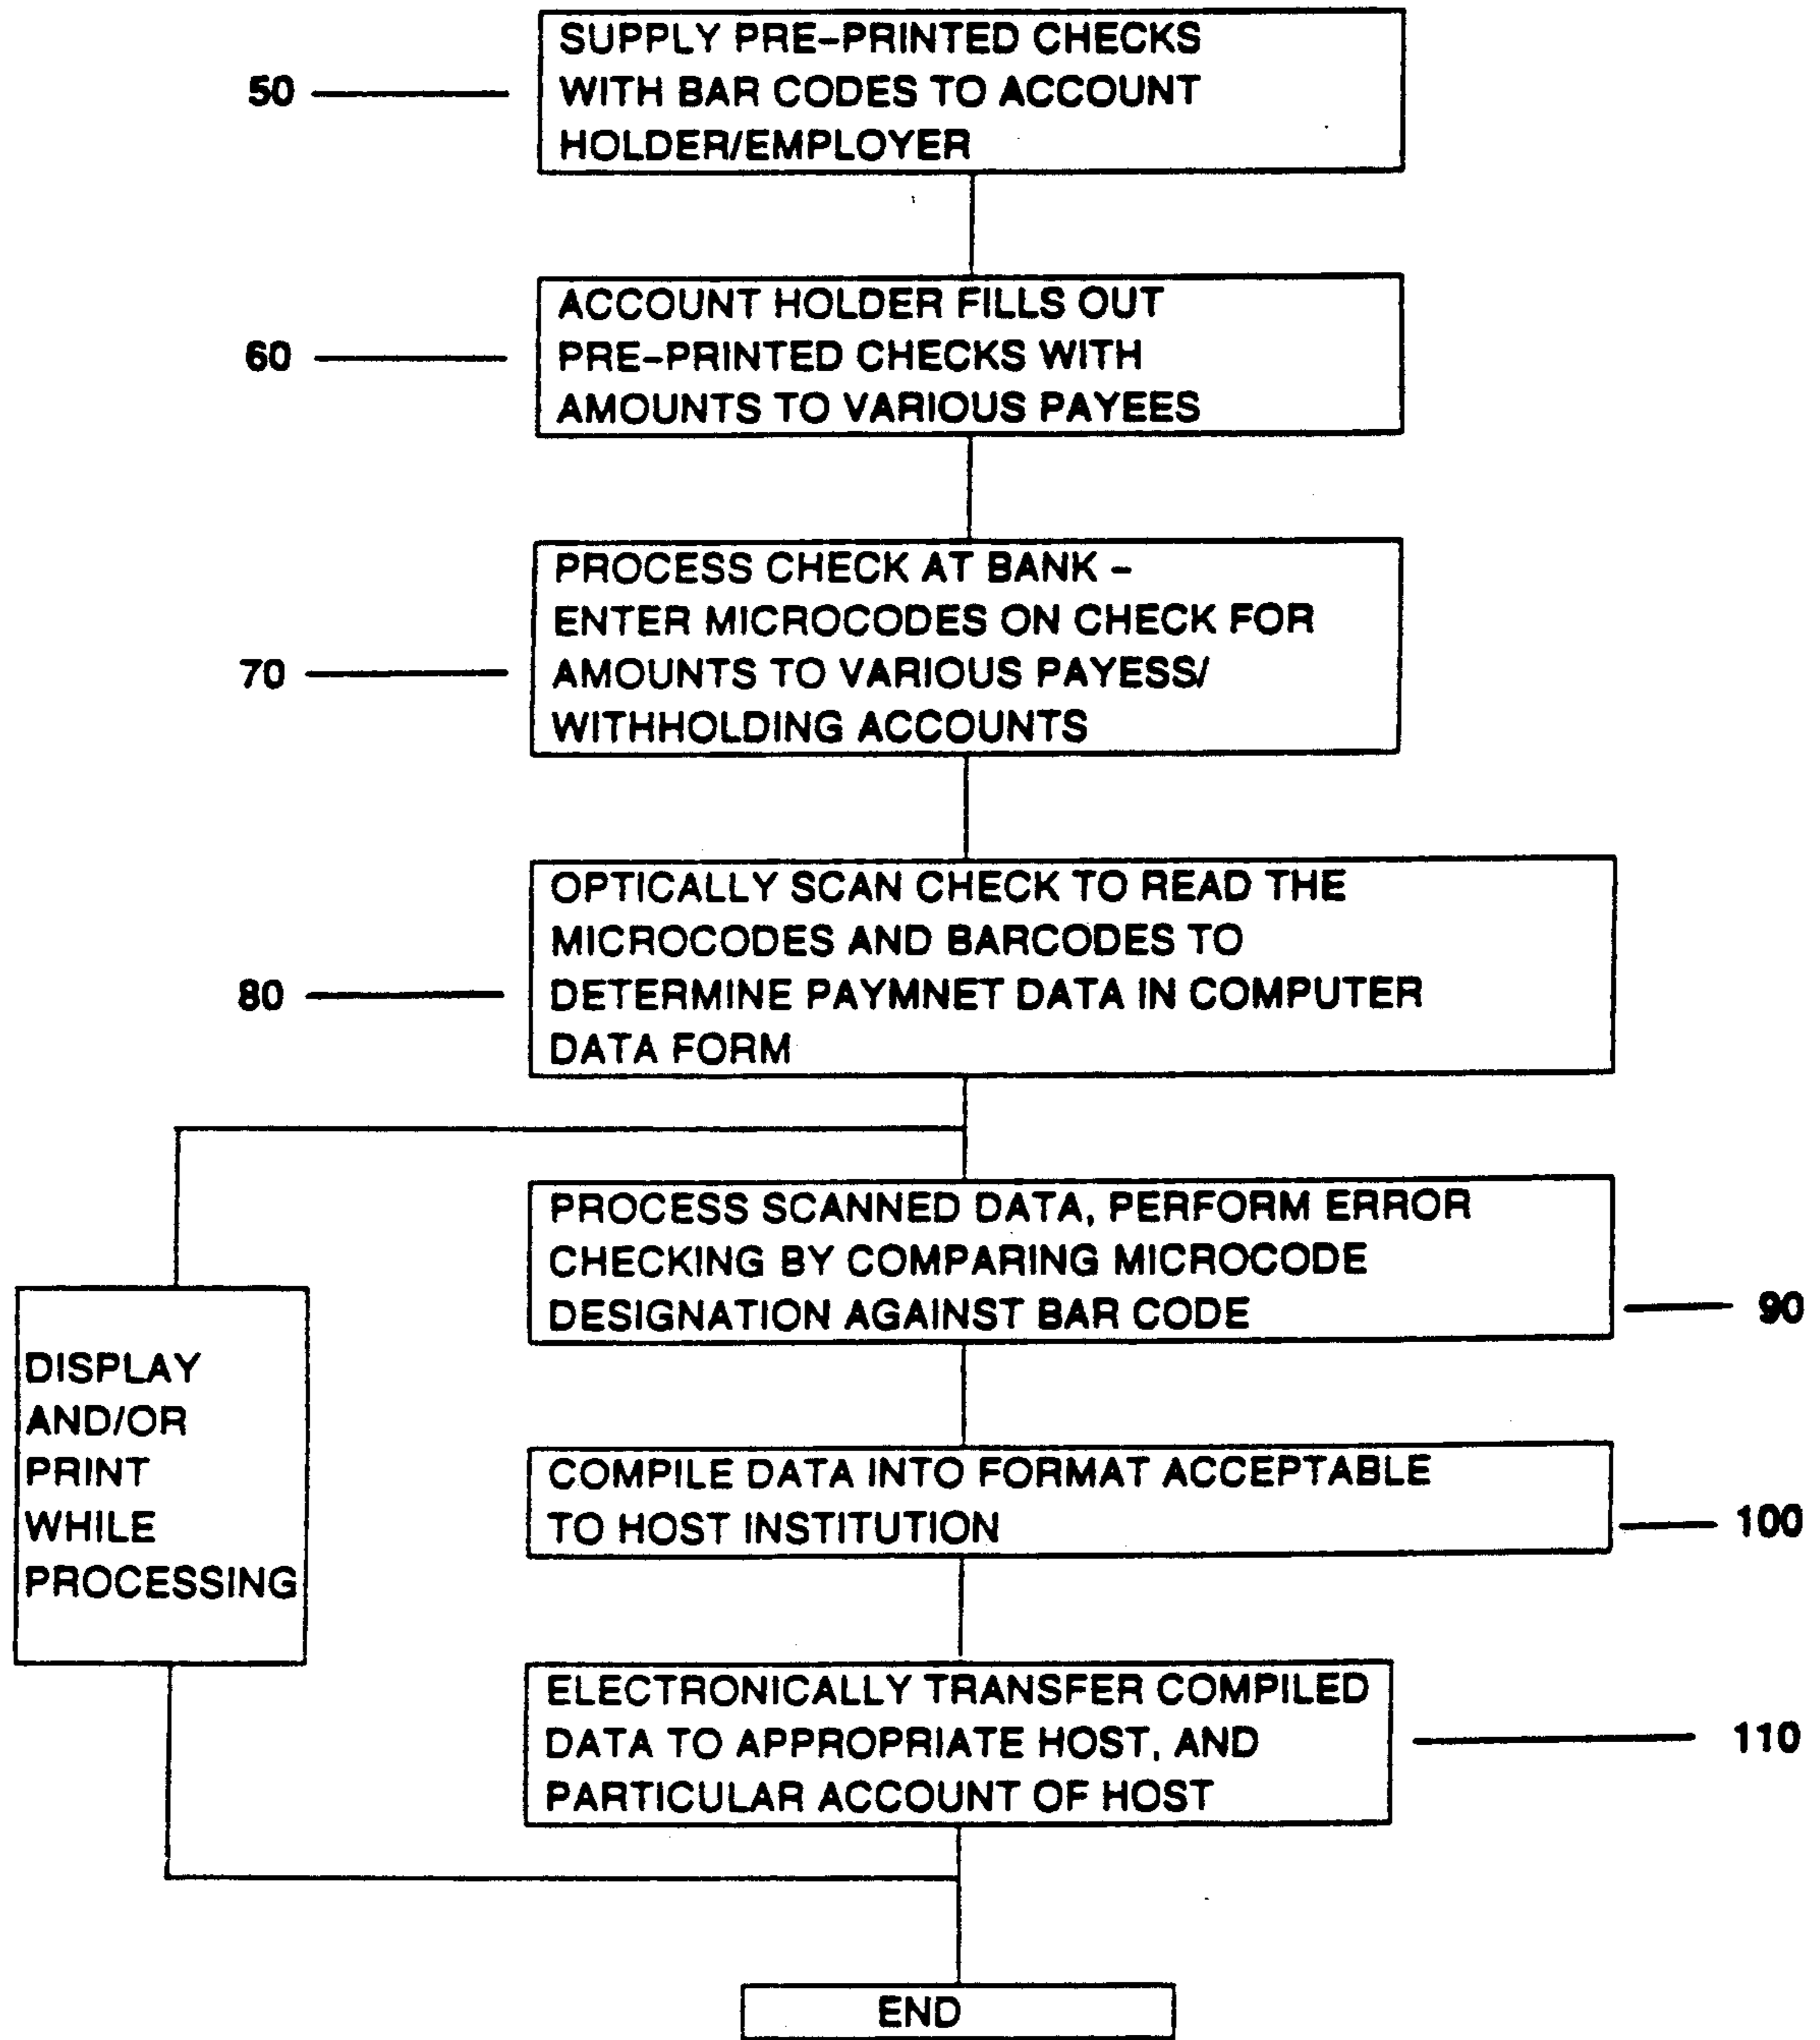 SUPPLY PRE-PRINTED CHECKS
WITH BAR CODES TO ACCOUNT
HOLDER/EMPLOYER
50
ACCOUNT HOLDER FILLS OUT
PRE-PRINTED CHECKS WITH
AMOUNTS TO VARIOUS PAYEES
60
PROCESS CHECK AT BANK -
ENTER MICROCODES ON CHECK FOR
AMOUNTS TO VARIOUS PAYESS/
WITHHOLDING ACCOUNTS
70
OPTICALLY SCAN CHECK TO READ THE
MICROCODES AND BARCODES TO
DETERMINE PAYMNET DATA IN COMPUTER
DATA FORM
80
PROCESS SCANNED DATA, PERFORM ERROR
CHECKING BY COMPARING MICROCODE
DESIGNATION AGAINST BAR CODE
90
DISPLAY
AND/OR
PRINT
WHILE
PROCESSING
COMPILE DATA INTO FORMAT ACCEPTABLE
TO HOST INSTITUTION
100
ELECTRONICALLY TRANSFER COMPILED
DATA TO APPROPRIATE HOST, AND
PARTICULAR ACCOUNT OF HOST
110
END